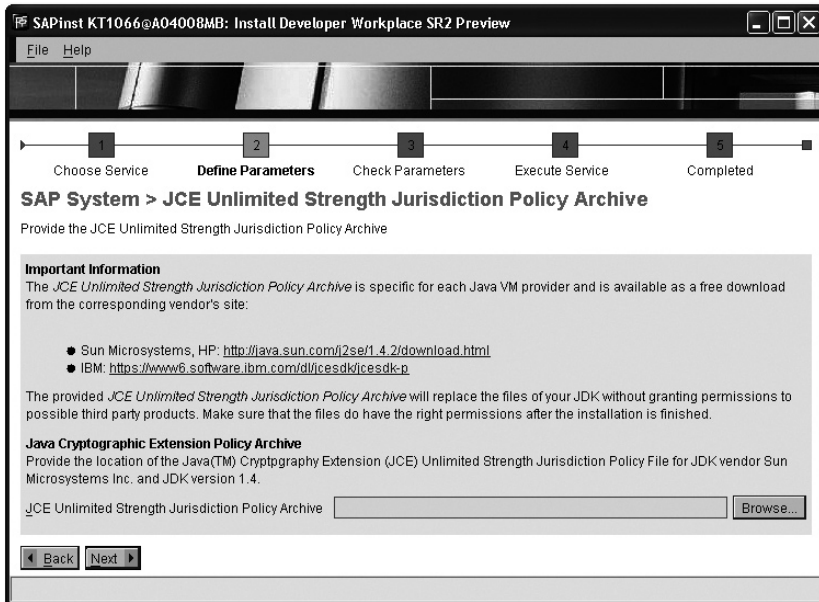 SAPinst KT1066@A04008MB: Install Developer Workplace SR2 Preview
File Help
1 2 3 4 5
Choose Service Define Parameters Check Parameters Execute Service Completed
SAP System > JCE Unlimited Strength Jurisdiction Policy Archive
Provide the JCE Unlimited Strength Jurisdiction Policy Archive
Important Information
The JCE Unlimited Strength Jurisdiction Policy Archive is specific for each Java VM provider and is available as a free download
from the corresponding vendor's site:
● Sun Microsystems, HP: http://java.sun.com/j2se/1.4.2/download.html
● IBM: https://www6.software.ibm.com/dl/jcesdk/jcesdk-p
The provided JCE Unlimited Strength Jurisdiction Policy Archive will replace the files of your JDK without granting permissions to
possible third party products. Make sure that the files do have the right permissions after the installation is finished.
Java Cryptographic Extension Policy Archive
Provide the location of the Java(TM) Cryptpgraphy Extension (JCE) Unlimited Strength Jurisdiction Policy File for JDK vendor Sun
Microsystems Inc. and JDK version 1.4.
JCE Unlimited Strength Jurisdiction Policy Archive Browse...
Back Next